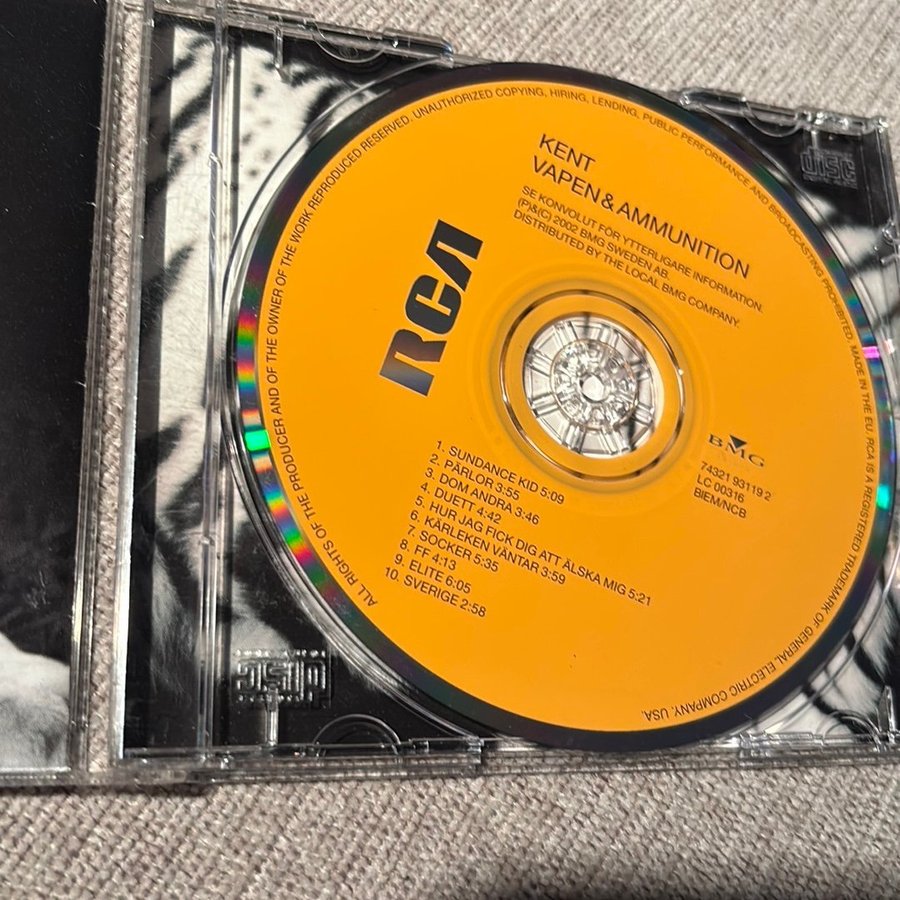 ALL RIGHTS OF THE PRODUCER AND OF THE OWNER OF THE WORK REPRODUCED RESERVED. UNAUTHORIZED COPYING, HIRING, LENDING, PUBLIC PERFORMANCE AND BROADCASTING PROHIBITED. MADE IN THE EU. RCA IS A REGISTERED TRADEMARK OF GENERAL ELECTRIC COMPANY, USA.
KENT
VAPEN & AMMUNITION
SE KONVOLUT FÖR YTTERLIGARE INFORMATION.
(P)&(C) 2002 BMG SWEDEN AB.
DISTRIBUTED BY THE LOCAL BMG COMPANY.
RCA
BMG
74321 93119 2
LC 00316
BIEM/NCB
1. SUNDANCE KID 5:09
2. PÄRLOR 3:55
3. DOM ANDRA 3:46
4. DUETT 4:42
5. HUR JAG FICK DIG ATT ÄLSKA MIG 5:21
6. KÄRLEKEN VÄNTAR 3:59
7. SOCKER 5:35
8. FF 4:13
9. ELITE 6:05
10. SVERIGE 2:58
disc
disc